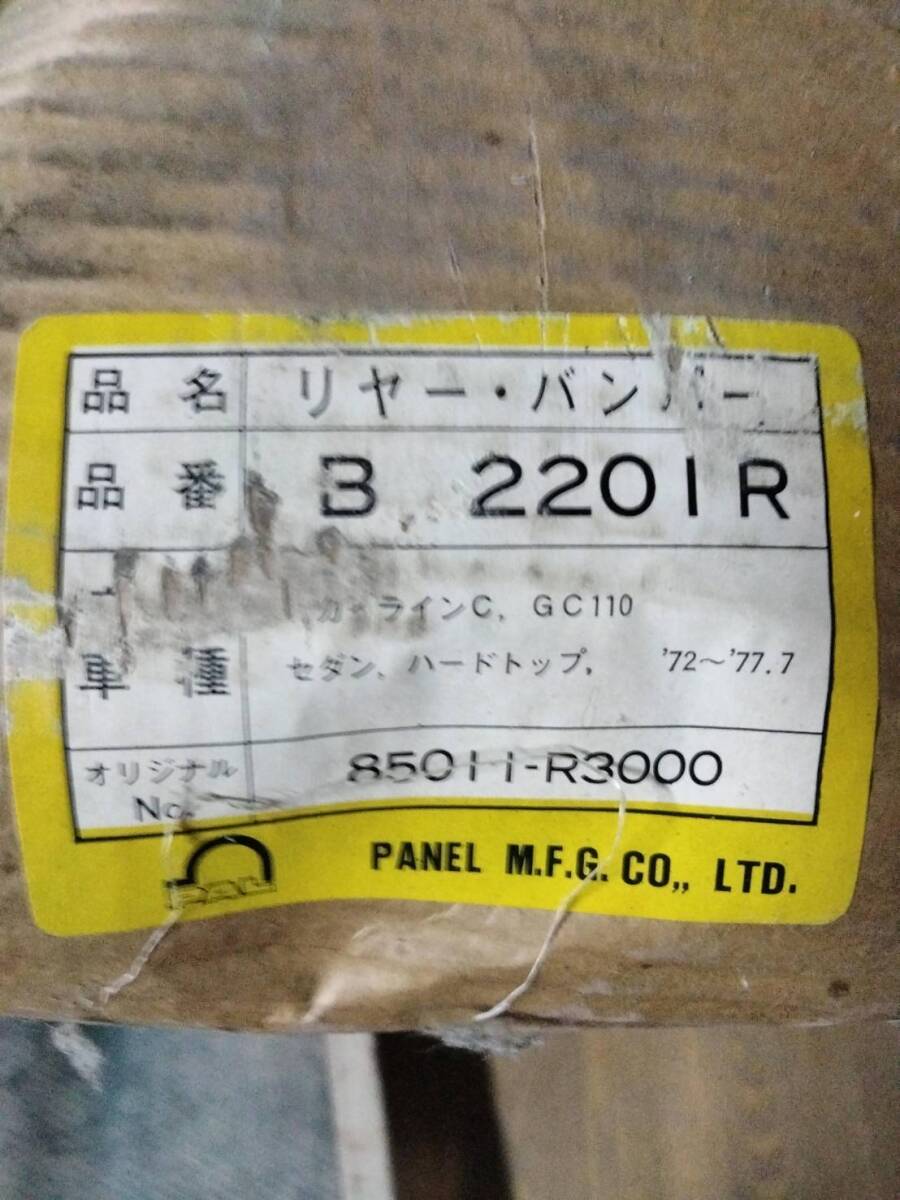 品名 リヤー・バンパー
品番 B 2201R
車種
カイラインC, GC110
セダン, ハードトップ, '72～'77.7
オリジナル No. 85011-R3000
PAN
PANEL M.F.G. CO,, LTD.